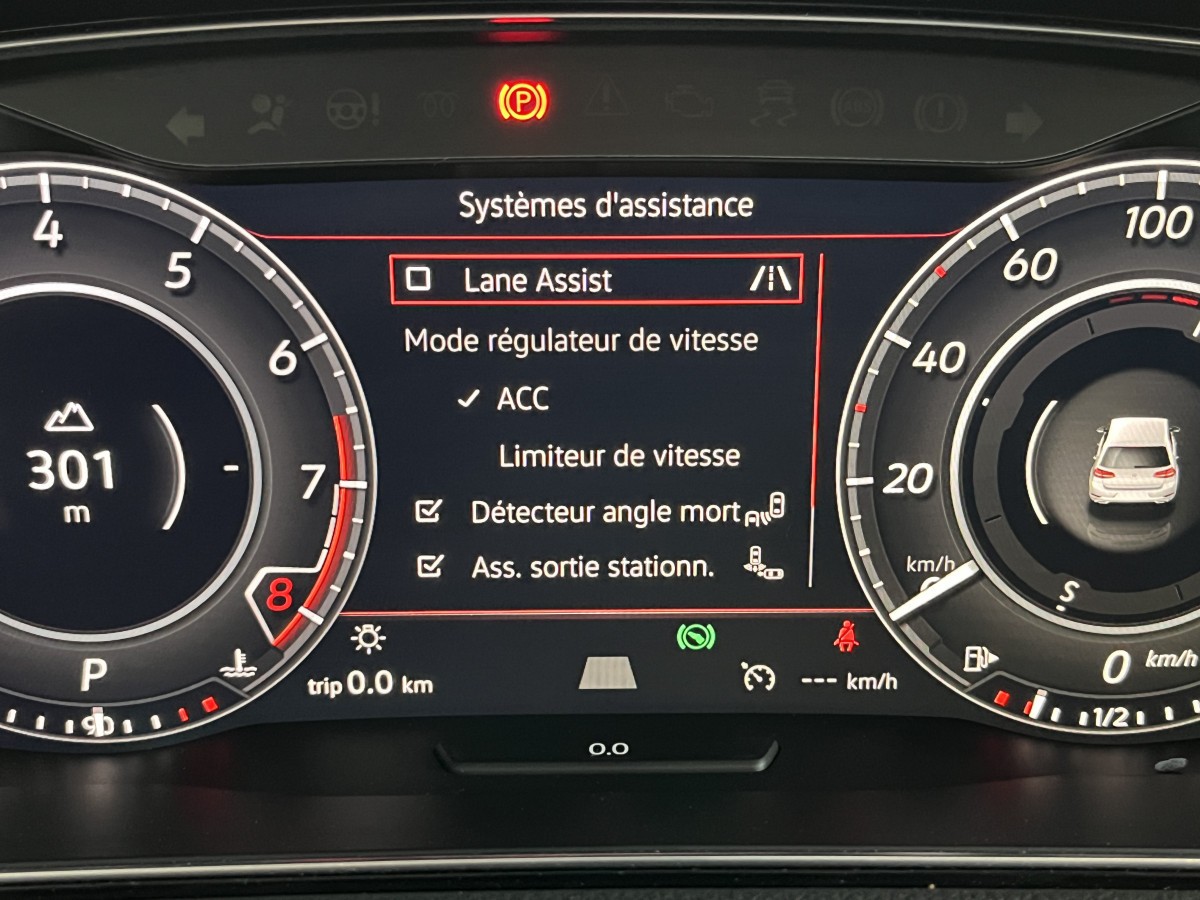 P
ABS
Systèmes d'assistance
Lane Assist
Mode régulateur de vitesse
ACC
Limiteur de vitesse
Détecteur angle mort
Ass. sortie stationn.
4
5
6
7
8
301
m
P
90
trip 0.0 km
--- km/h
0.0
20
40
60
100
km/h
S
0 km/h
1/2